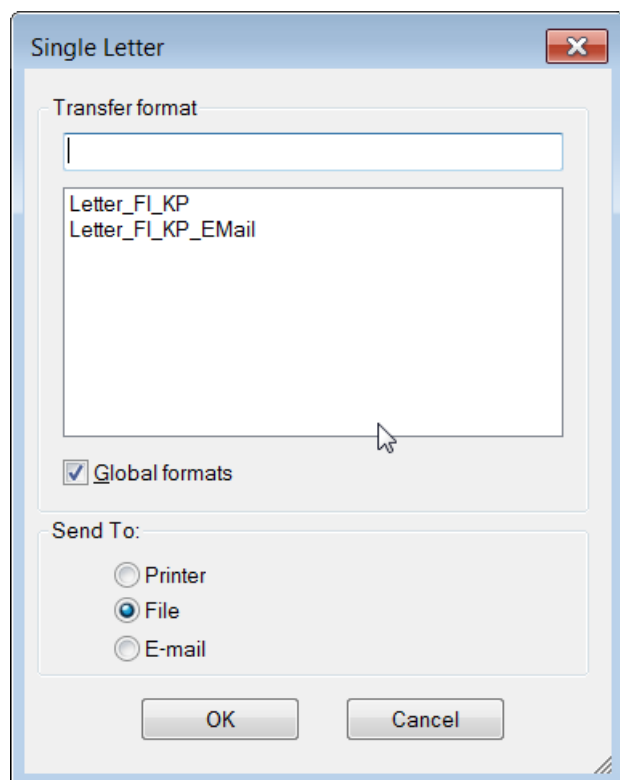 Single Letter
Transfer format
Letter_FI_KP
Letter_FI_KP_EMail
Global formats
Send To:
Printer
File
E-mail
OK
Cancel